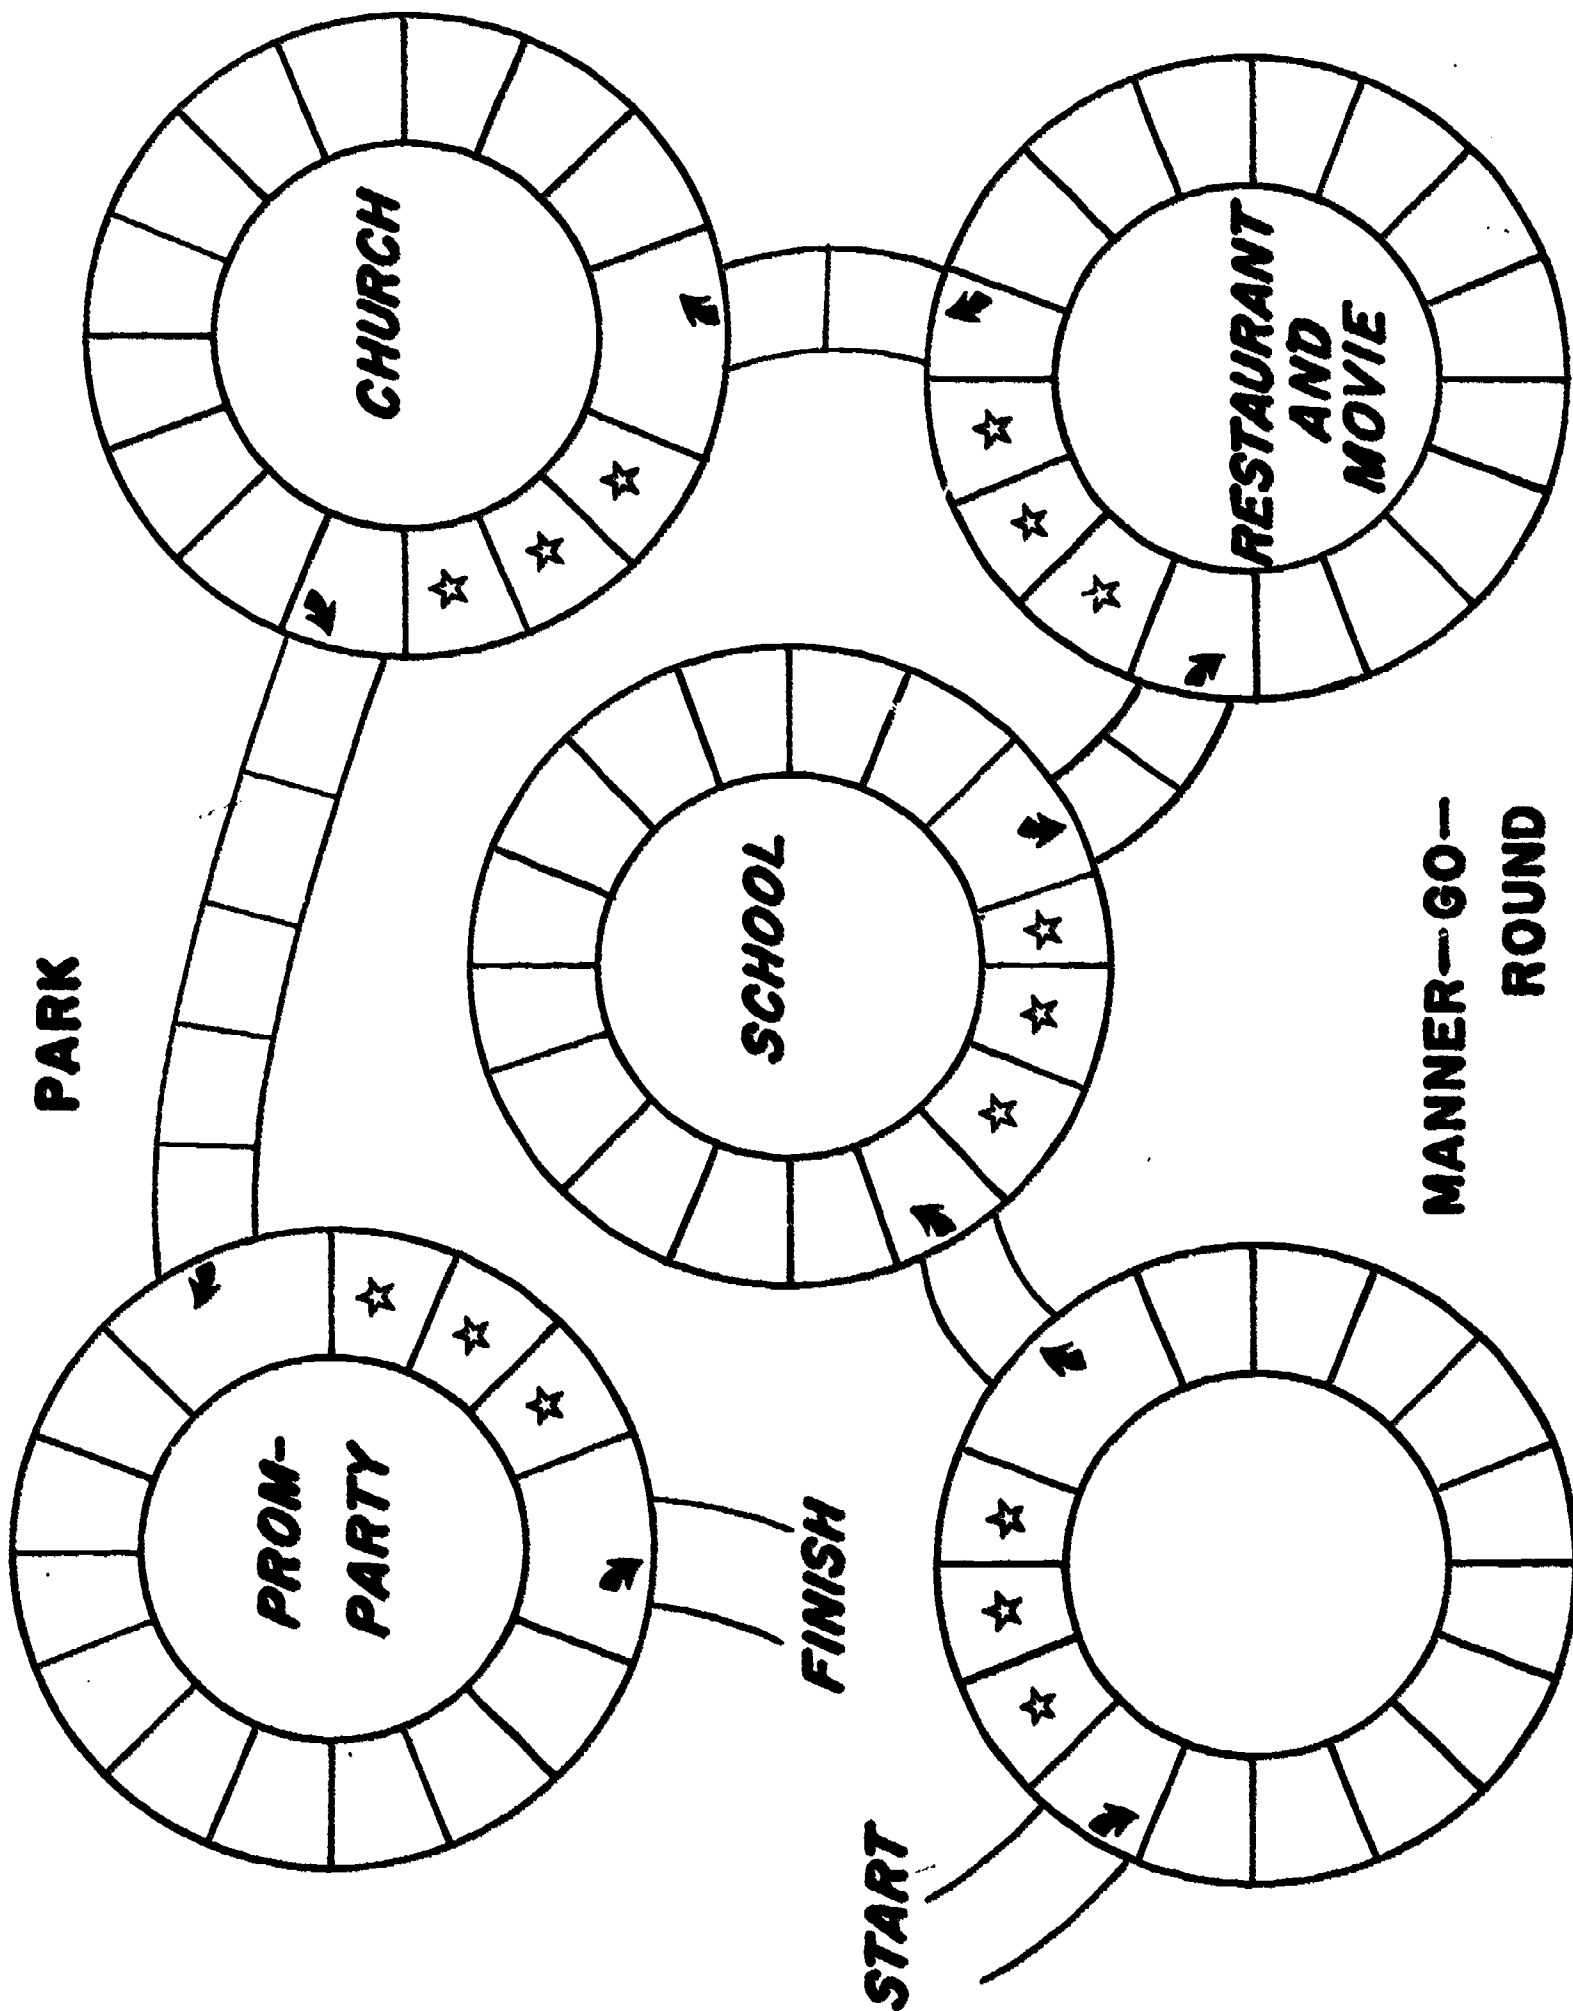 PARK
PROM-
PARTY
CHURCH
SCHOOL
FINISH
START
RESTAURANT
AND
MOVIE
MANNER-GO-
ROUND